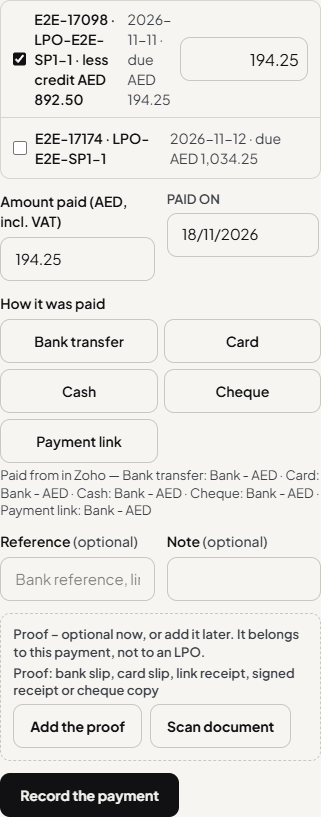 E2E-17098 ·
LPO-E2E-
SP1-1 · less
credit AED
892.50
2026-
11-11 ·
due
AED
194.25
194.25
E2E-17174 · LPO-
E2E-SP1-1
2026-11-12 · due
AED 1,034.25
Amount paid (AED,
incl. VAT)
194.25
PAID ON
18/11/2026
How it was paid
Bank transfer
Card
Cash
Cheque
Payment link
Paid from in Zoho — Bank transfer: Bank - AED · Card:
Bank - AED · Cash: Bank - AED · Cheque: Bank - AED ·
Payment link: Bank - AED
Reference (optional)
Bank reference,
Note (optional)
Proof – optional now, or add it later. It belongs
to this payment, not to an LPO.
Proof: bank slip, card slip, link receipt, signed
receipt or cheque copy
Add the proof
Scan document
Record the payment